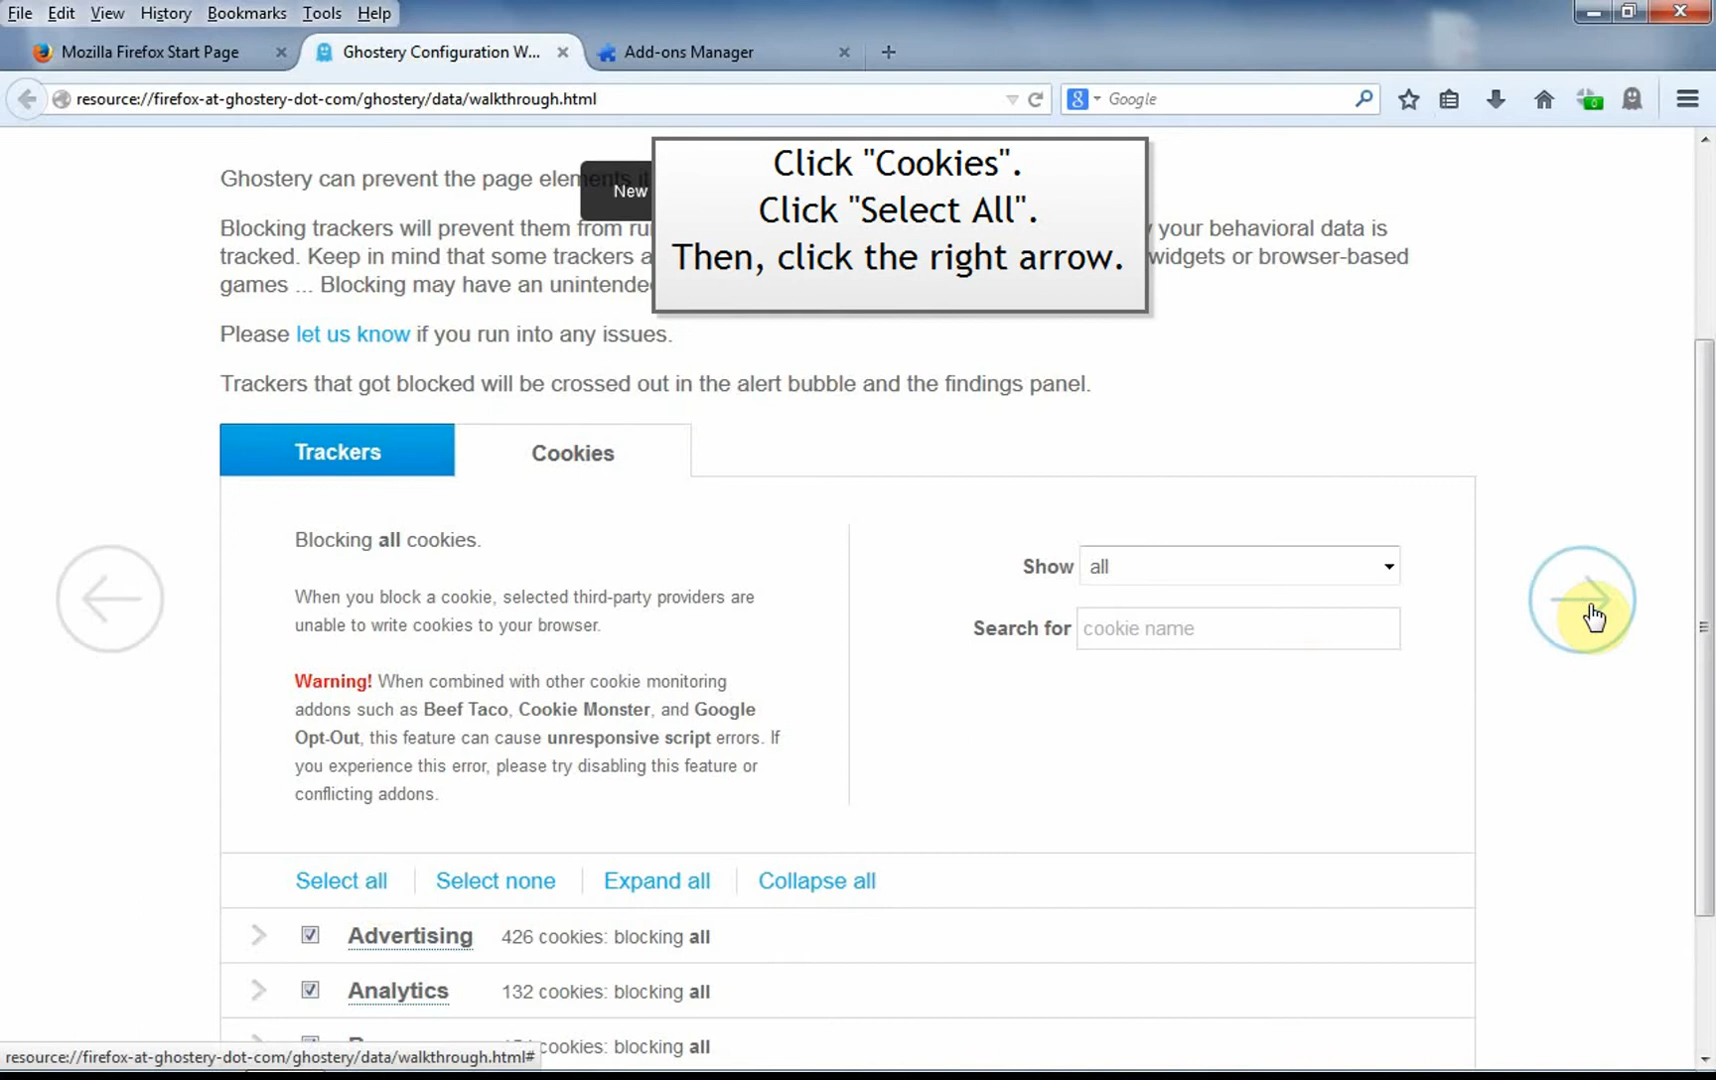 File Edit View History Bookmarks Tools Help
Mozilla Firefox Start Page Ghostery Configuration W... Add-ons Manager
resource://firefox-at-ghostery-dot-com/ghostery/data/walkthrough.html Google
Click "Cookies".
Click "Select All".
Then, click the right arrow.
Ghostery can prevent the page elements
New
Blocking trackers will prevent them from your behavioral data is
tracked. Keep in mind that some trackers widgets or browser-based
games ... Blocking may have an
Please let us know if you run into any issues.
Trackers that got blocked will be crossed out in the alert bubble and the findings panel.
Trackers Cookies
Blocking all cookies.
When you block a cookie, selected third-party providers are
unable to write cookies to your browser.
Warning! When combined with other cookie monitoring
addons such as Beef Taco, Cookie Monster, and Google
Opt-Out, this feature can cause unresponsive script errors. If
you experience this error, please try disabling this feature or
conflicting addons.
Show all
Search for cookie name
Select all Select none Expand all Collapse all
Advertising 426 cookies: blocking all
Analytics 132 cookies: blocking all
cookies: blocking all
resource://firefox-at-ghostery-dot-com/ghostery/data/walkthrough.html#